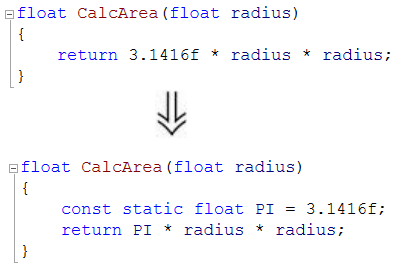 float CalcArea(float radius)
{
    return 3.1416f * radius * radius;
}
float CalcArea(float radius)
{
    const static float PI = 3.1416f;
    return PI * radius * radius;
}